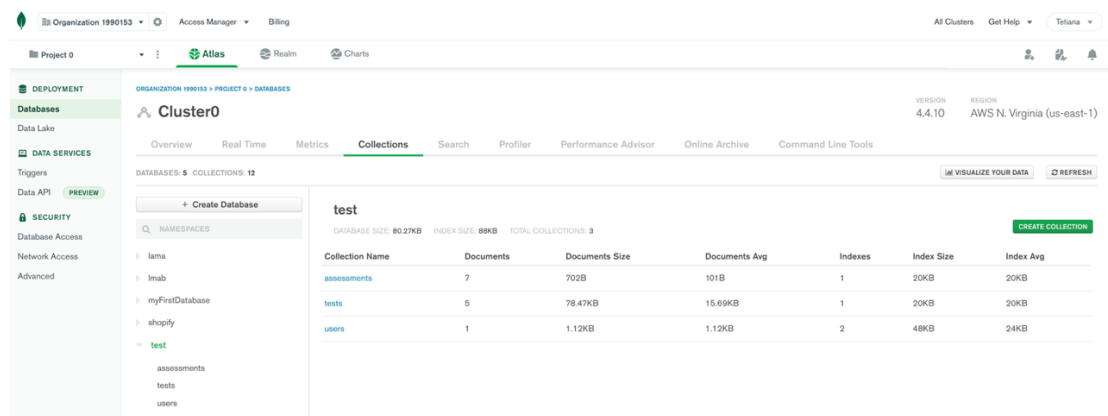 Organization 1990153 Access Manager Billing All Clusters Get Help Tetiana
Project 0 Atlas Realm Charts
DEPLOYMENT
Databases
Data Lake
DATA SERVICES
Triggers
Data API PREVIEW
SECURITY
Database Access
Network Access
Advanced
ORGANIZATION 1990153 > PROJECT 0 > DATABASES
Cluster0
VERSION
4.4.10
REGION
AWS N. Virginia (us-east-1)
Overview Real Time Metrics Collections Search Profiler Performance Advisor Online Archive Command Line Tools
DATABASES: 5 COLLECTIONS: 12
VISUALIZE YOUR DATA
REFRESH
+ Create Database
NAMESPACES
lama
lmab
myFirstDatabase
shopify
test
assessments
tests
users
test
DATABASE SIZE: 80.27KB INDEX SIZE: 88KB TOTAL COLLECTIONS: 3
CREATE COLLECTION
Collection Name Documents Documents Size Documents Avg Indexes Index Size Index Avg
assessments 7 702B 101B 1 20KB 20KB
tests 5 78.47KB 15.69KB 1 20KB 20KB
users 1 1.12KB 1.12KB 2 48KB 24KB